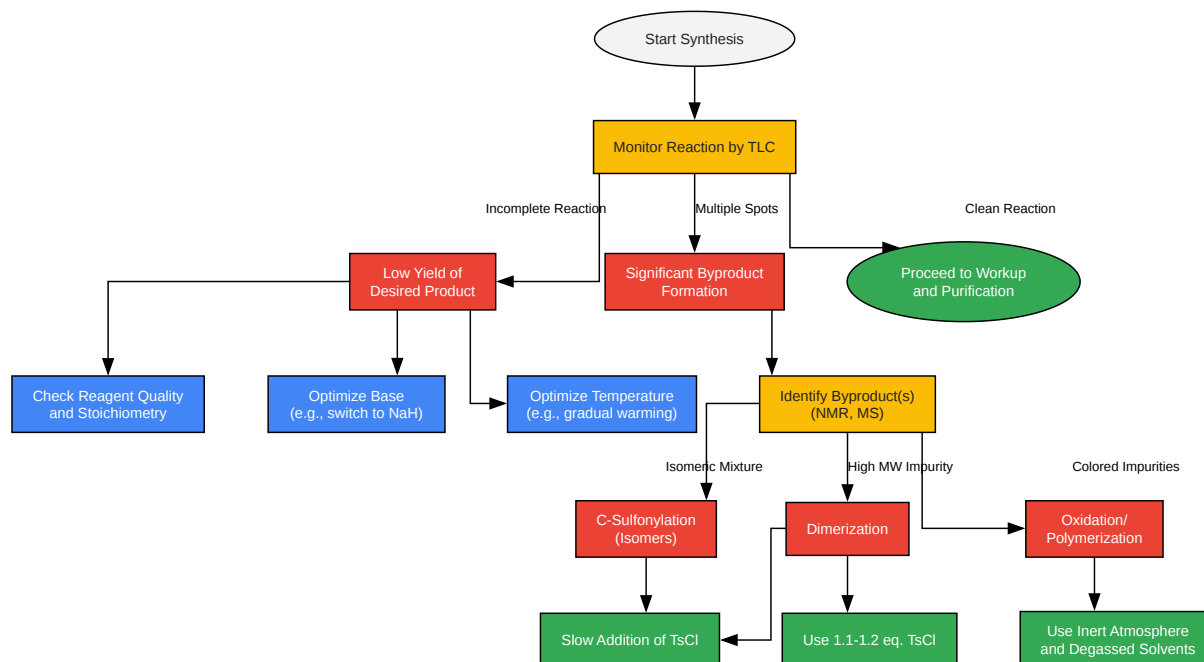 Start Synthesis
Monitor Reaction by TLC
Incomplete Reaction
Multiple Spots
Clean Reaction
Low Yield of
Desired Product
Significant Byproduct
Formation
Proceed to Workup
and Purification
Check Reagent Quality
and Stoichiometry
Optimize Base
(e.g., switch to NaH)
Optimize Temperature
(e.g., gradual warming)
Identify Byproduct(s)
(NMR, MS)
Isomeric Mixture
High MW Impurity
Colored Impurities
C-Sulfonylation
(Isomers)
Dimerization
Oxidation/
Polymerization
Slow Addition of TsCl
Use 1.1-1.2 eq. TsCl
Use Inert Atmosphere
and Degassed Solvents